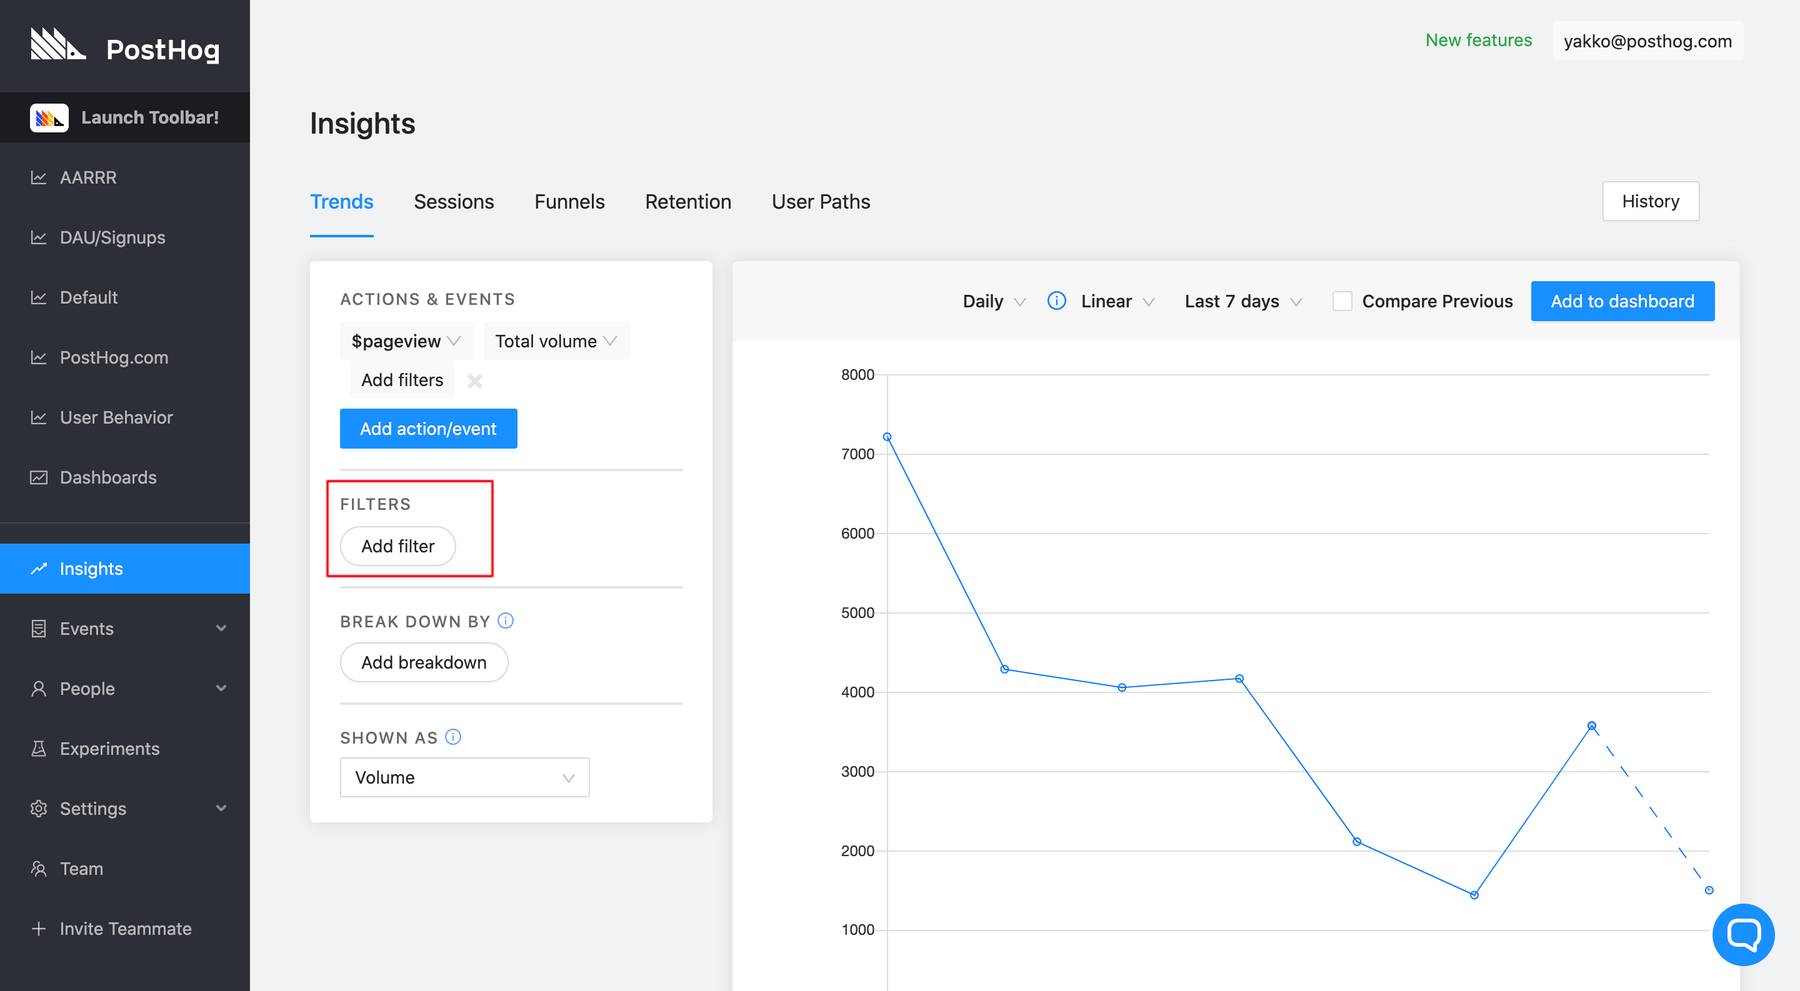 PostHog
Launch Toolbar!
AARRR
DAU/Signups
Default
PostHog.com
User Behavior
Dashboards
Insights
Events
People
Experiments
Settings
Team
Invite Teammate
New features
yakko@posthog.com
Insights
Trends Sessions Funnels Retention User Paths
History
ACTIONS & EVENTS
$pageview Total volume
Add filters
Add action/event
FILTERS
Add filter
BREAK DOWN BY
Add breakdown
SHOWN AS
Volume
Daily Linear Last 7 days Compare Previous Add to dashboard
8000
7000
6000
5000
4000
3000
2000
1000